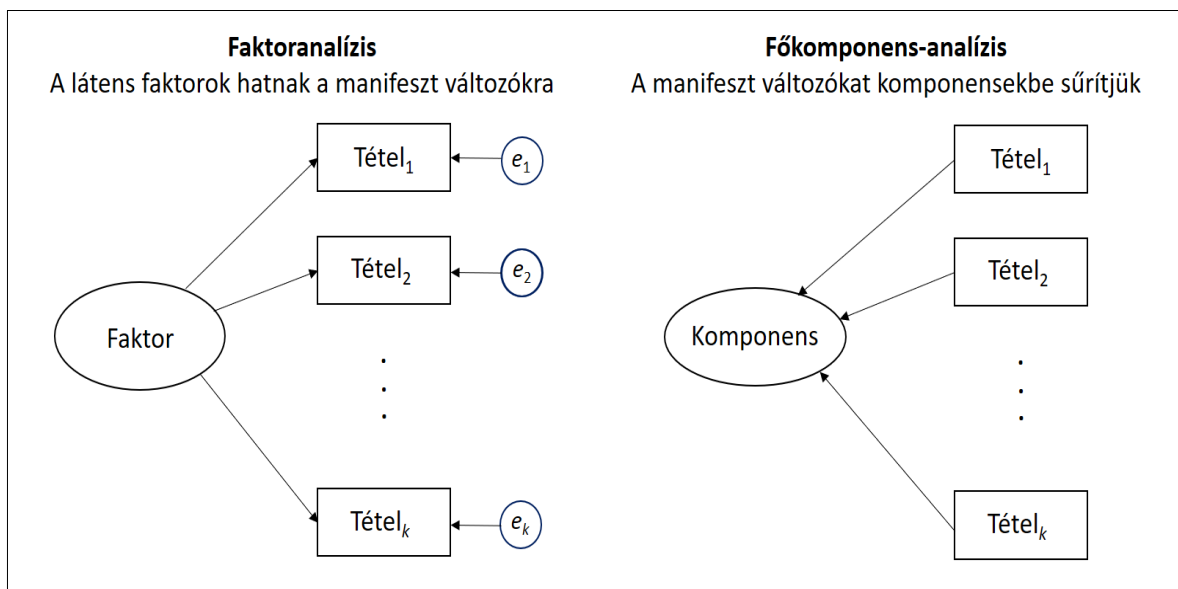 Faktoranalízis
A látens faktorok hatnak a manifeszt változókra
Tétel₁
e₁
Tétel₂
e₂
Faktor
.
.
.
Tételₖ
eₖ
Főkomponens-analízis
A manifeszt változókat komponensekbe sűrítjük
Tétel₁
Tétel₂
Komponens
.
.
.
Tételₖ